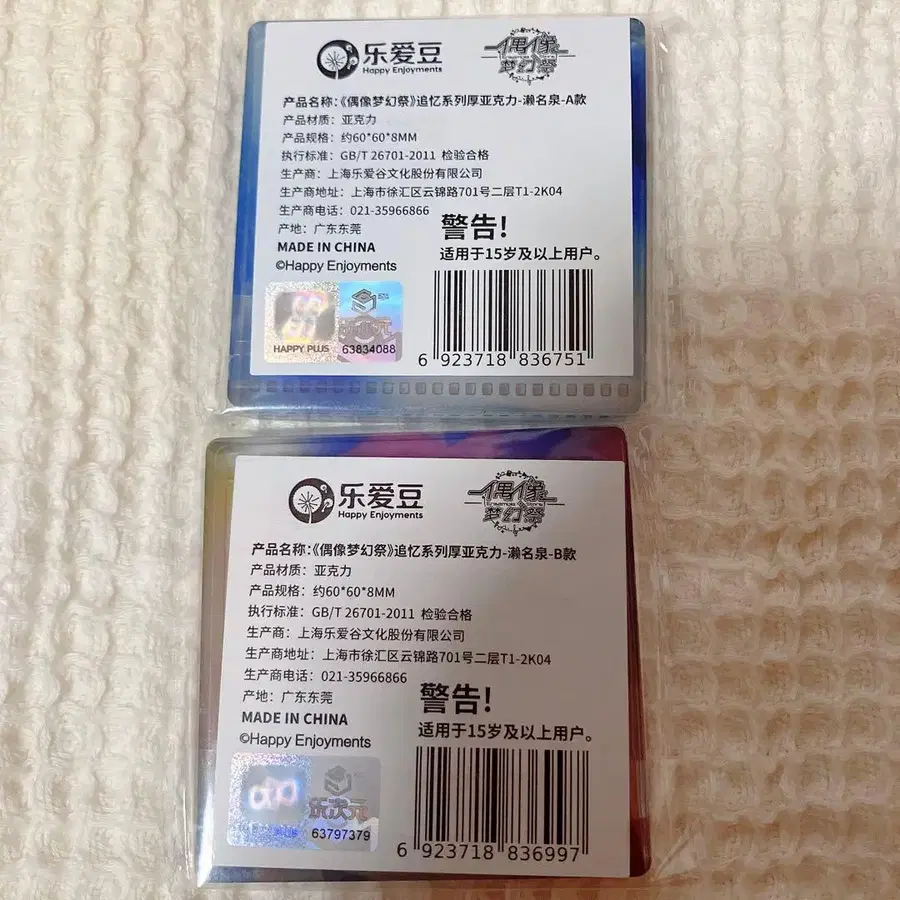 乐爱豆
Happy Enjoyments
偶像
梦幻祭
产品名称：《偶像梦幻祭》追忆系列厚亚克力-濑名泉-A款
产品材质：亚克力
产品规格：约60*60*8MM
执行标准：GB/T 26701-2011 检验合格
生产商：上海乐爱谷文化股份有限公司
生产商地址：上海市徐汇区云锦路701号二层T1-2K04
生产商电话：021-35966866
产地：广东东莞
MADE IN CHINA
©Happy Enjoyments
警告!
适用于15岁及以上用户。
HAPPY PLUS
63834088
6 923718 836751
乐爱豆
Happy Enjoyments
偶像
梦幻祭
产品名称：《偶像梦幻祭》追忆系列厚亚克力-濑名泉-B款
产品材质：亚克力
产品规格：约60*60*8MM
执行标准：GB/T 26701-2011 检验合格
生产商：上海乐爱谷文化股份有限公司
生产商地址：上海市徐汇区云锦路701号二层T1-2K04
生产商电话：021-35966866
产地：广东东莞
MADE IN CHINA
©Happy Enjoyments
警告!
适用于15岁及以上用户。
乐次元
63797379
6 923718 836997